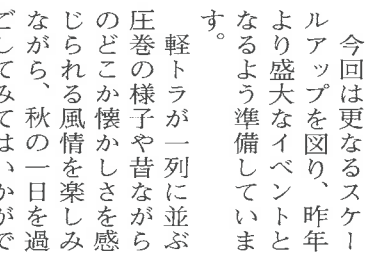 今回は更なるスケー
ルアップを図り、昨年
より盛大なイベントと
なるよう準備していま
す。
　軽トラが一列に並ぶ
圧巻の様子や昔ながら
のどこか懐かしさを感
じられる風情を楽しみ
ながら、秋の一日を過
ごしてみてはいかがで